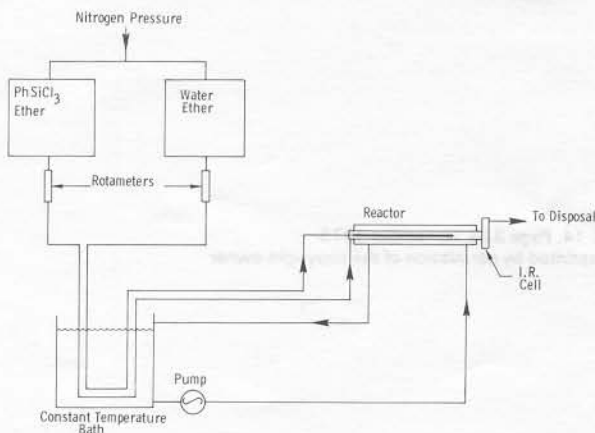 Nitrogen Pressure
PhSiCl3
Ether
Water
Ether
Rotameters
Reactor
To Disposal
I.R.
Cell
Pump
Constant Temperature
Bath